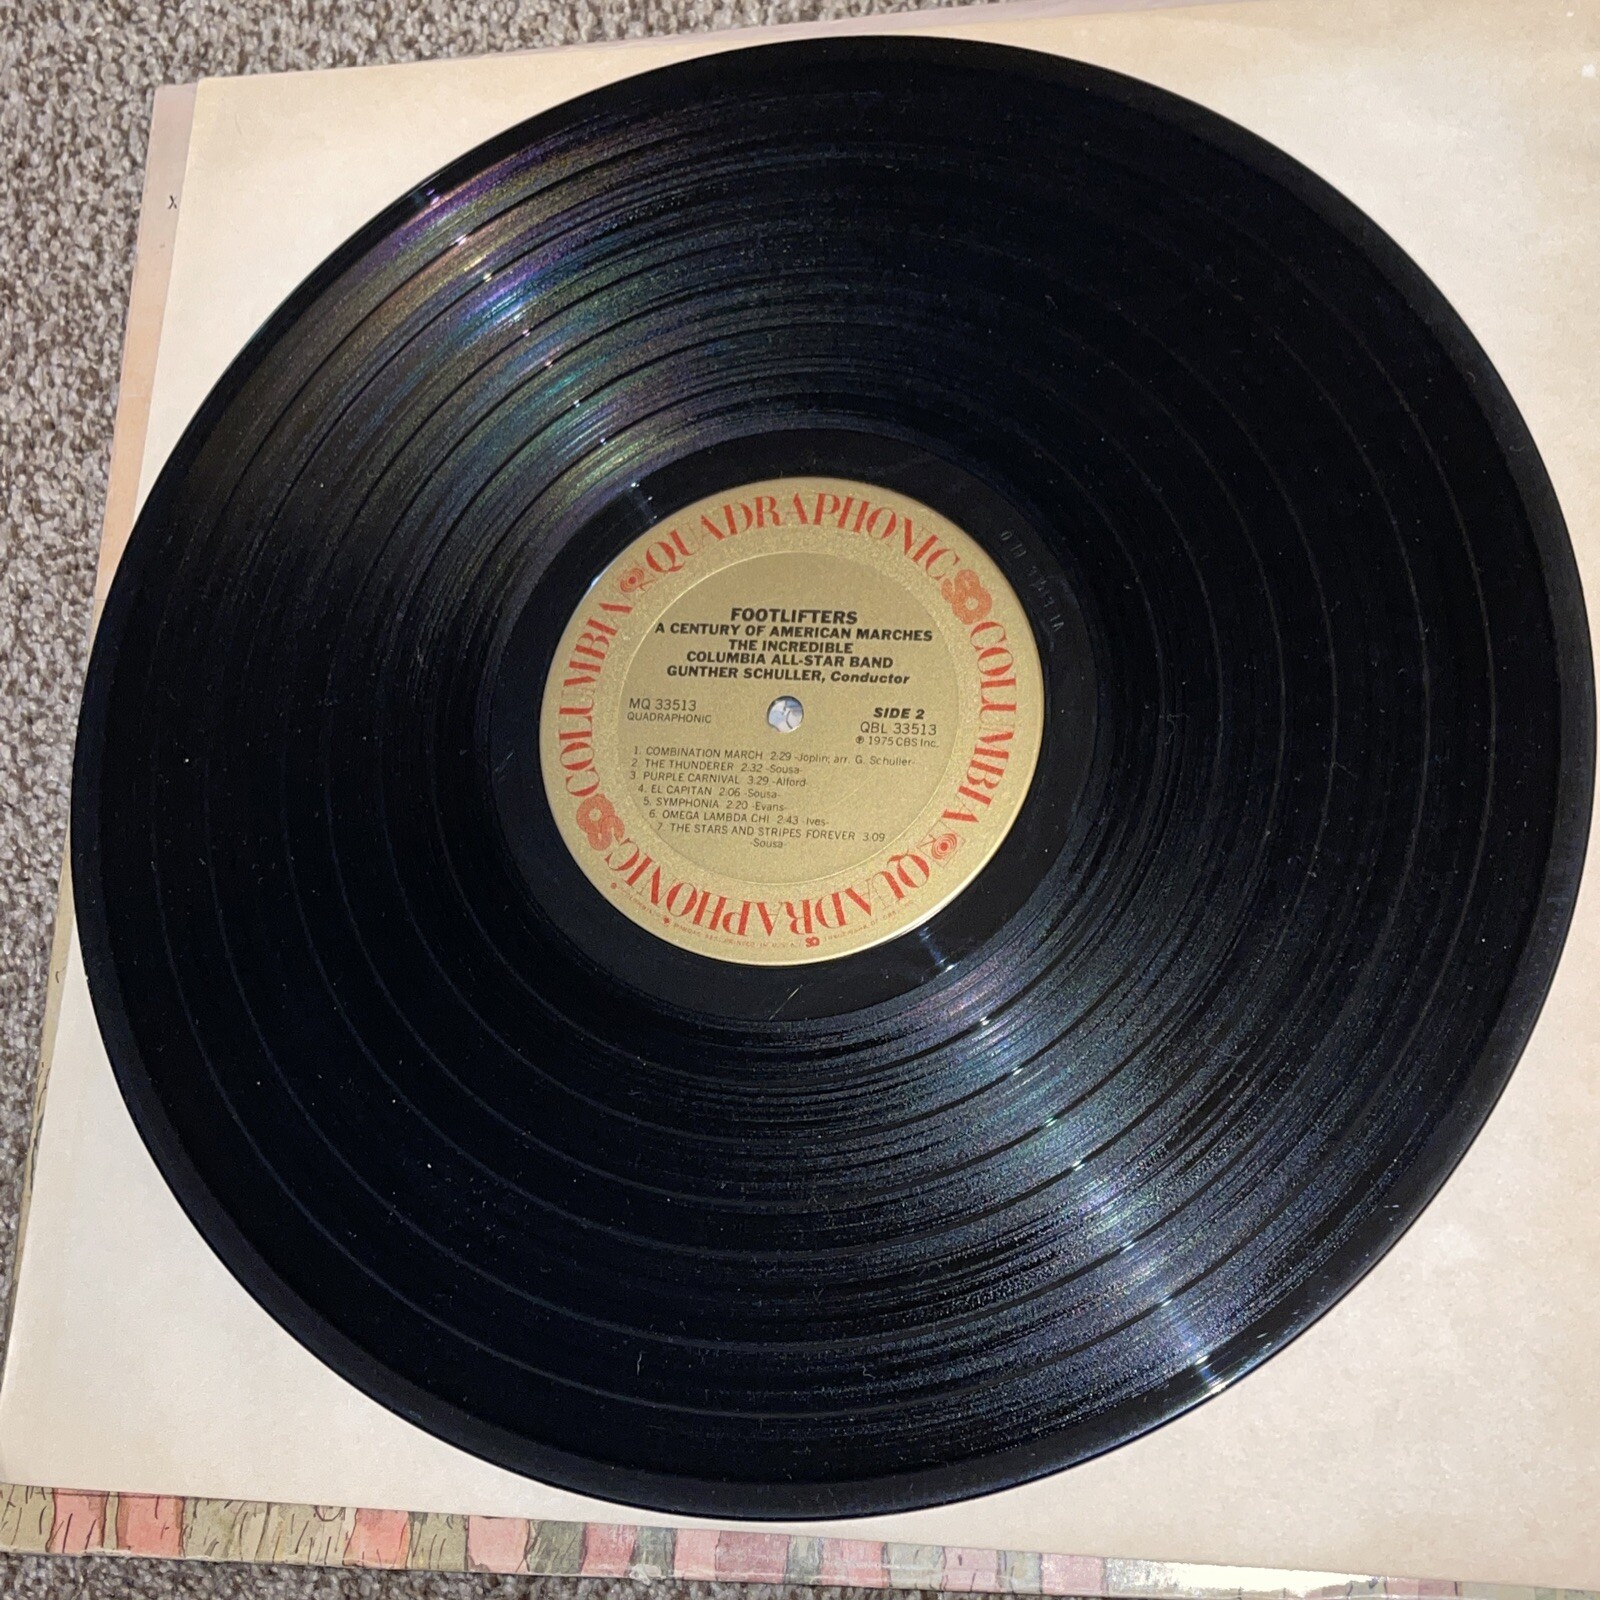 QUADRAPHONIC
COLUMBIA
QUADRAPHONIC
COLUMBIA
FOOTLIFTERS
A CENTURY OF AMERICAN MARCHES
THE INCREDIBLE
COLUMBIA ALL-STAR BAND
GUNTHER SCHULLER, Conductor
MQ 33513
QUADRAPHONIC
SIDE 2
QBL 33513
℗ 1975 CBS Inc.
1. COMBINATION MARCH 2:29 -Joplin; arr. G. Schuller-
2. THE THUNDERER 2:32 -Sousa-
3. PURPLE CARNIVAL 3:29 -Alford-
4. EL CAPITAN 2:06 -Sousa-
5. SYMPHONIA 2:20 -Evans-
6. OMEGA LAMBDA CHI 2:43 -Ives-
7. THE STARS AND STRIPES FOREVER 3:09
-Sousa-